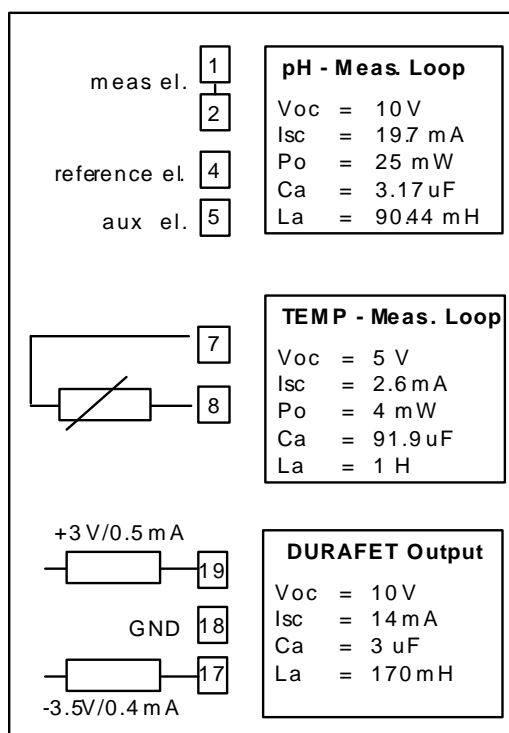 meas. el.
1
2
reference el.
4
aux el.
5
pH - Meas. Loop
Voc = 10 V
Isc = 19.7 mA
Po = 25 mW
Ca = 3.17 uF
La = 90.44 mH
7
8
TEMP - Meas. Loop
Voc = 5 V
Isc = 2.6 mA
Po = 4 mW
Ca = 91.9 uF
La = 1 H
+3 V/0.5 mA
19
GND 18
17
-3.5V/0.4 mA
DURAFET Output
Voc = 10 V
Isc = 14 mA
Ca = 3 uF
La = 170 mH